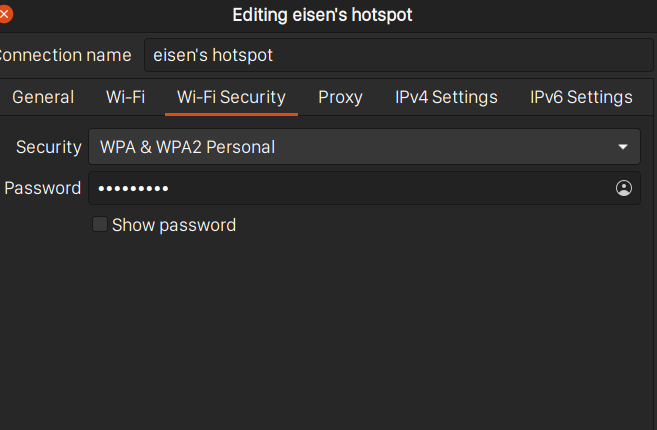 Editing eisen's hotspot
Connection name eisen's hotspot
General Wi-Fi Wi-Fi Security Proxy IPv4 Settings IPv6 Settings
Security WPA & WPA2 Personal
Password •••••••••
Show password